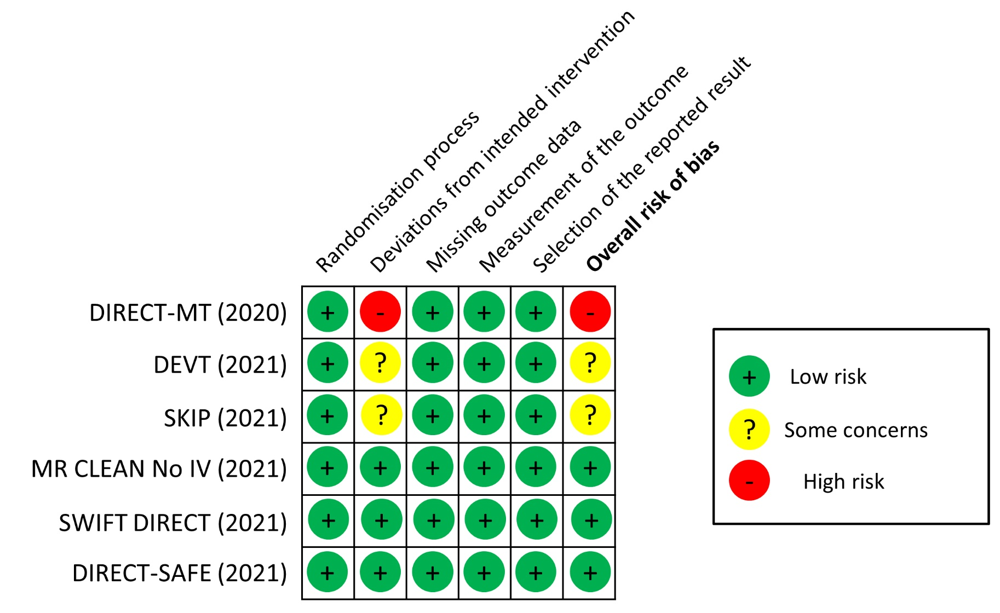 Randomisation process
Deviations from intended intervention
Missing outcome data
Measurement of the outcome
Selection of the reported result
Overall risk of bias
DIRECT-MT (2020) + - + + + -
DEVT (2021) + ? + + + ?
SKIP (2021) + ? + + + ?
MR CLEAN No IV (2021) + + + + + +
SWIFT DIRECT (2021) + + + + + +
DIRECT-SAFE (2021) + + + + + +
+ Low risk
? Some concerns
- High risk